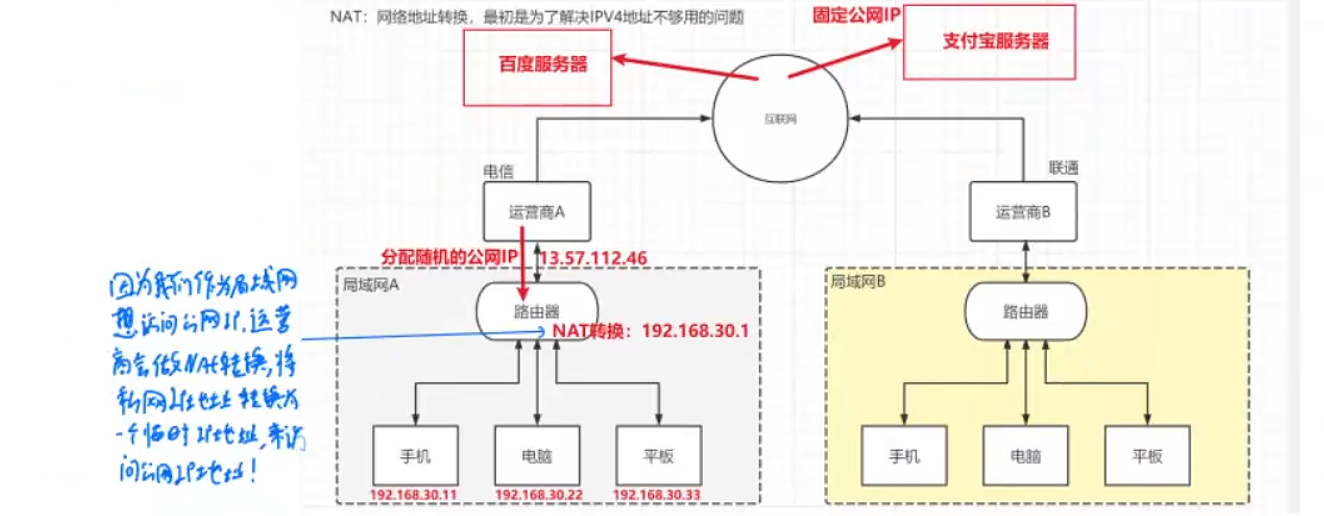 NAT：网络地址转换，最初是为了解决IPV4地址不够用的问题
固定公网IP
百度服务器
支付宝服务器
互联网
电信
联通
运营商A
运营商B
分配随机的公网IP
13.57.112.46
局域网A
局域网B
路由器
路由器
NAT转换：192.168.30.1
因为我们作为局域网
想访问公网IP，运营
商会做NAT转换，将
私网IP地址转换为
一个临时IP地址，来访
问公网IP地址！
手机
电脑
平板
手机
电脑
平板
192.168.30.11
192.168.30.22
192.168.30.33